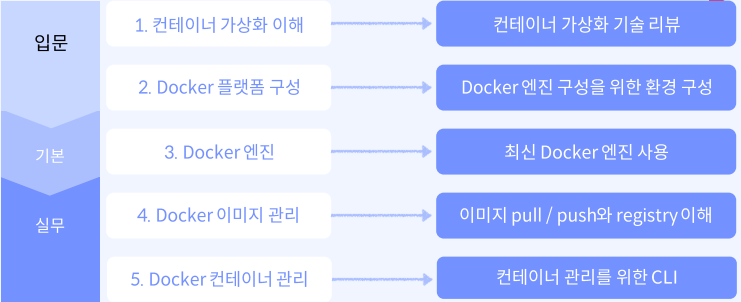 입문
1. 컨테이너 가상화 이해
컨테이너 가상화 기술 리뷰
2. Docker 플랫폼 구성
Docker 엔진 구성을 위한 환경 구성
기본
3. Docker 엔진
최신 Docker 엔진 사용
실무
4. Docker 이미지 관리
이미지 pull / push와 registry 이해
5. Docker 컨테이너 관리
컨테이너 관리를 위한 CLI